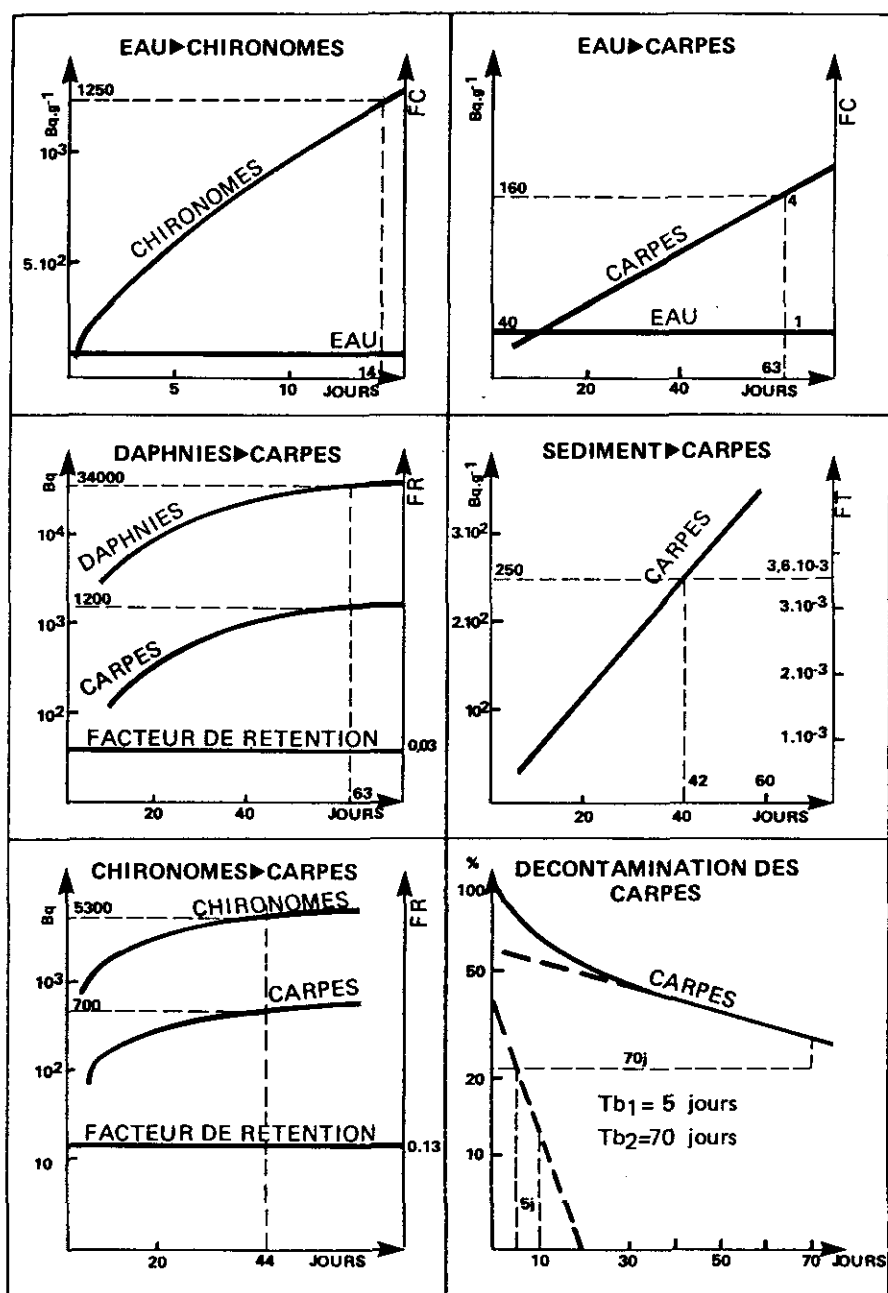 EAU▶CHIRONOMES
1250
Bq.g⁻¹
10³
5.10²
CHIRONOMES
EAU
FC
5
10
14
JOURS
EAU▶CARPES
Bq.g⁻¹
160
4
CARPES
40
EAU
1
FC
20
40
63
JOURS
DAPHNIES▶CARPES
34000
Bq
10⁴
DAPHNIES
1200
10³
CARPES
10²
FACTEUR DE RETENTION
0,03
FR
20
40
63
JOURS
SEDIMENT▶CARPES
Bq.g⁻¹
3.10²
CARPES
250
3,6.10⁻³
2.10²
3.10⁻³
2.10⁻³
10²
1.10⁻³
FT
42
60
20
40
JOURS
CHIRONOMES▶CARPES
5300
CHIRONOMES
Bq
10³
700
CARPES
10²
FACTEUR DE RETENTION
0.13
10
FR
20
44
JOURS
DECONTAMINATION DES
CARPES
%
100
50
CARPES
70j
20
Tb₁= 5 jours
Tb₂=70 jours
10
5j
10
30
50
70
JOURS